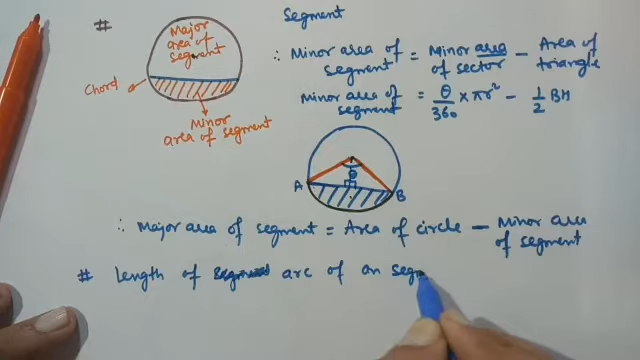 Segment
#
Major
area of
segment
Chord
Minor
area of segment
∴ Minor area of segment = Minor area of sector - Area of triangle
Minor area of segment = θ/360 × πr² - 1/2 BH
θ
A
B
∴ Major area of segment = Area of circle - Minor area of segment
# Length of arc of an seg